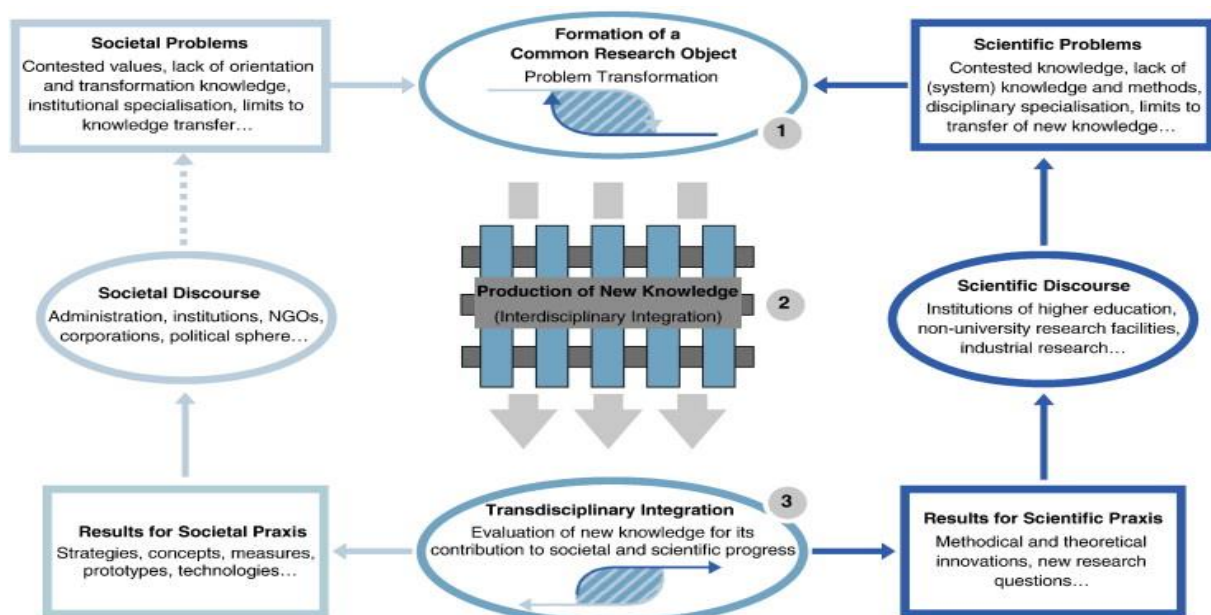 Societal Problems
Contested values, lack of orientation
and transformation knowledge,
institutional specialisation, limits to
knowledge transfer…
Formation of a
Common Research Object
Problem Transformation
1
Scientific Problems
Contested knowledge, lack of
(system) knowledge and methods,
disciplinary specialisation, limits to
transfer of new knowledge…
Societal Discourse
Administration, institutions, NGOs,
corporations, political sphere…
Production of New Knowledge
(Interdisciplinary Integration)
2
Scientific Discourse
Institutions of higher education,
non-university research facilities,
industrial research…
Results for Societal Praxis
Strategies, concepts, measures,
prototypes, technologies…
Transdisciplinary Integration
Evaluation of new knowledge for its
contribution to societal and scientific progress
3
Results for Scientific Praxis
Methodical and theoretical
innovations, new research
questions…